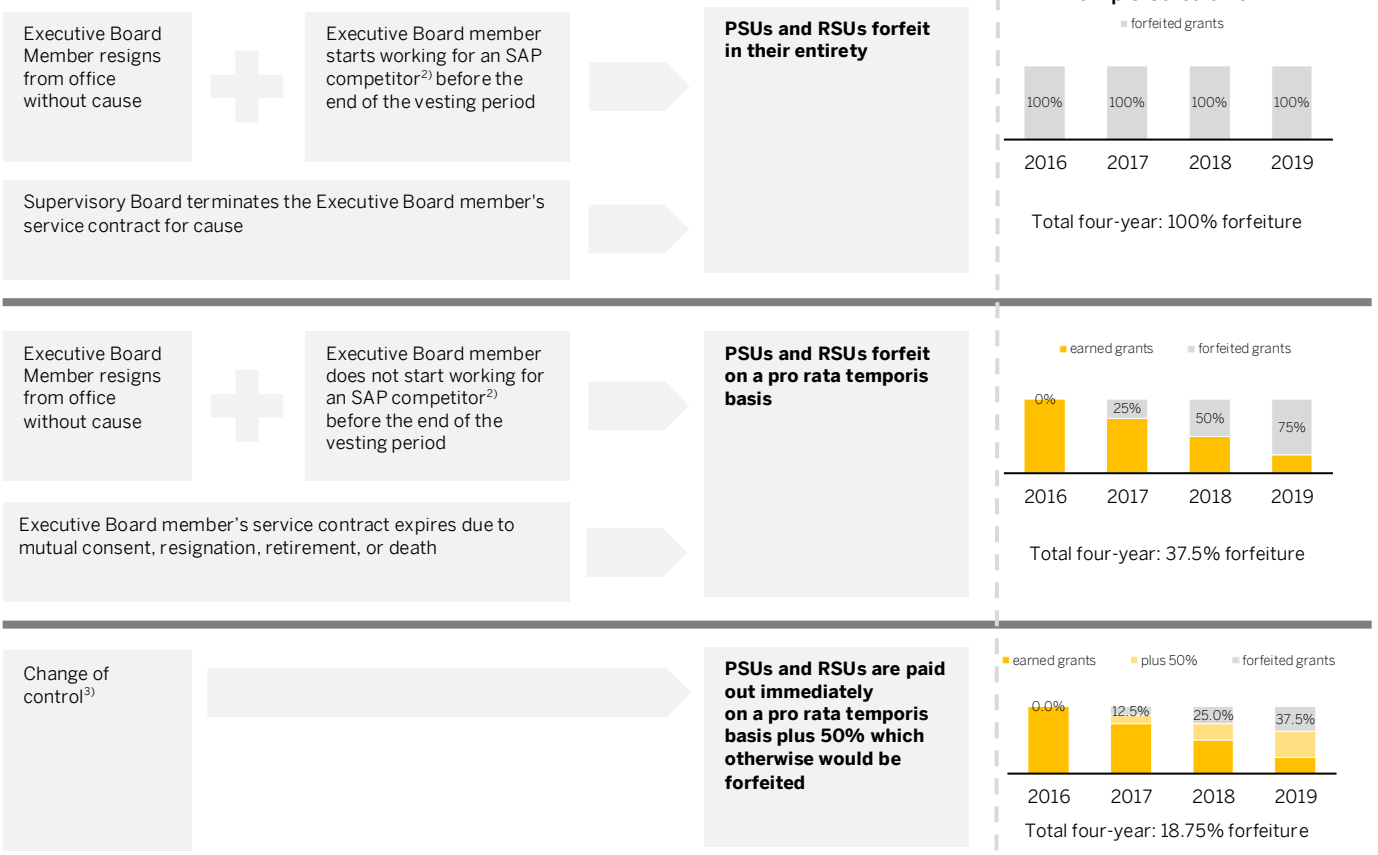 Executive Board
Member resigns
from office
without cause
Executive Board member
starts working for an SAP
competitor2) before the
end of the vesting period
PSUs and RSUs forfeit
in their entirety
Supervisory Board terminates the Executive Board member's
service contract for cause
forfeited grants
100% 100% 100% 100%
2016 2017 2018 2019
Total four-year: 100% forfeiture
Executive Board
Member resigns
from office
without cause
Executive Board member
does not start working for
an SAP competitor2)
before the end of the
vesting period
PSUs and RSUs forfeit
on a pro rata temporis
basis
Executive Board member’s service contract expires due to
mutual consent, resignation, retirement, or death
earned grants forfeited grants
0% 25% 50% 75%
2016 2017 2018 2019
Total four-year: 37.5% forfeiture
Change of
control3)
PSUs and RSUs are paid
out immediately
on a pro rata temporis
basis plus 50% which
otherwise would be
forfeited
earned grants plus 50% forfeited grants
0.0% 12.5% 25.0% 37.5%
2016 2017 2018 2019
Total four-year: 18.75% forfeiture